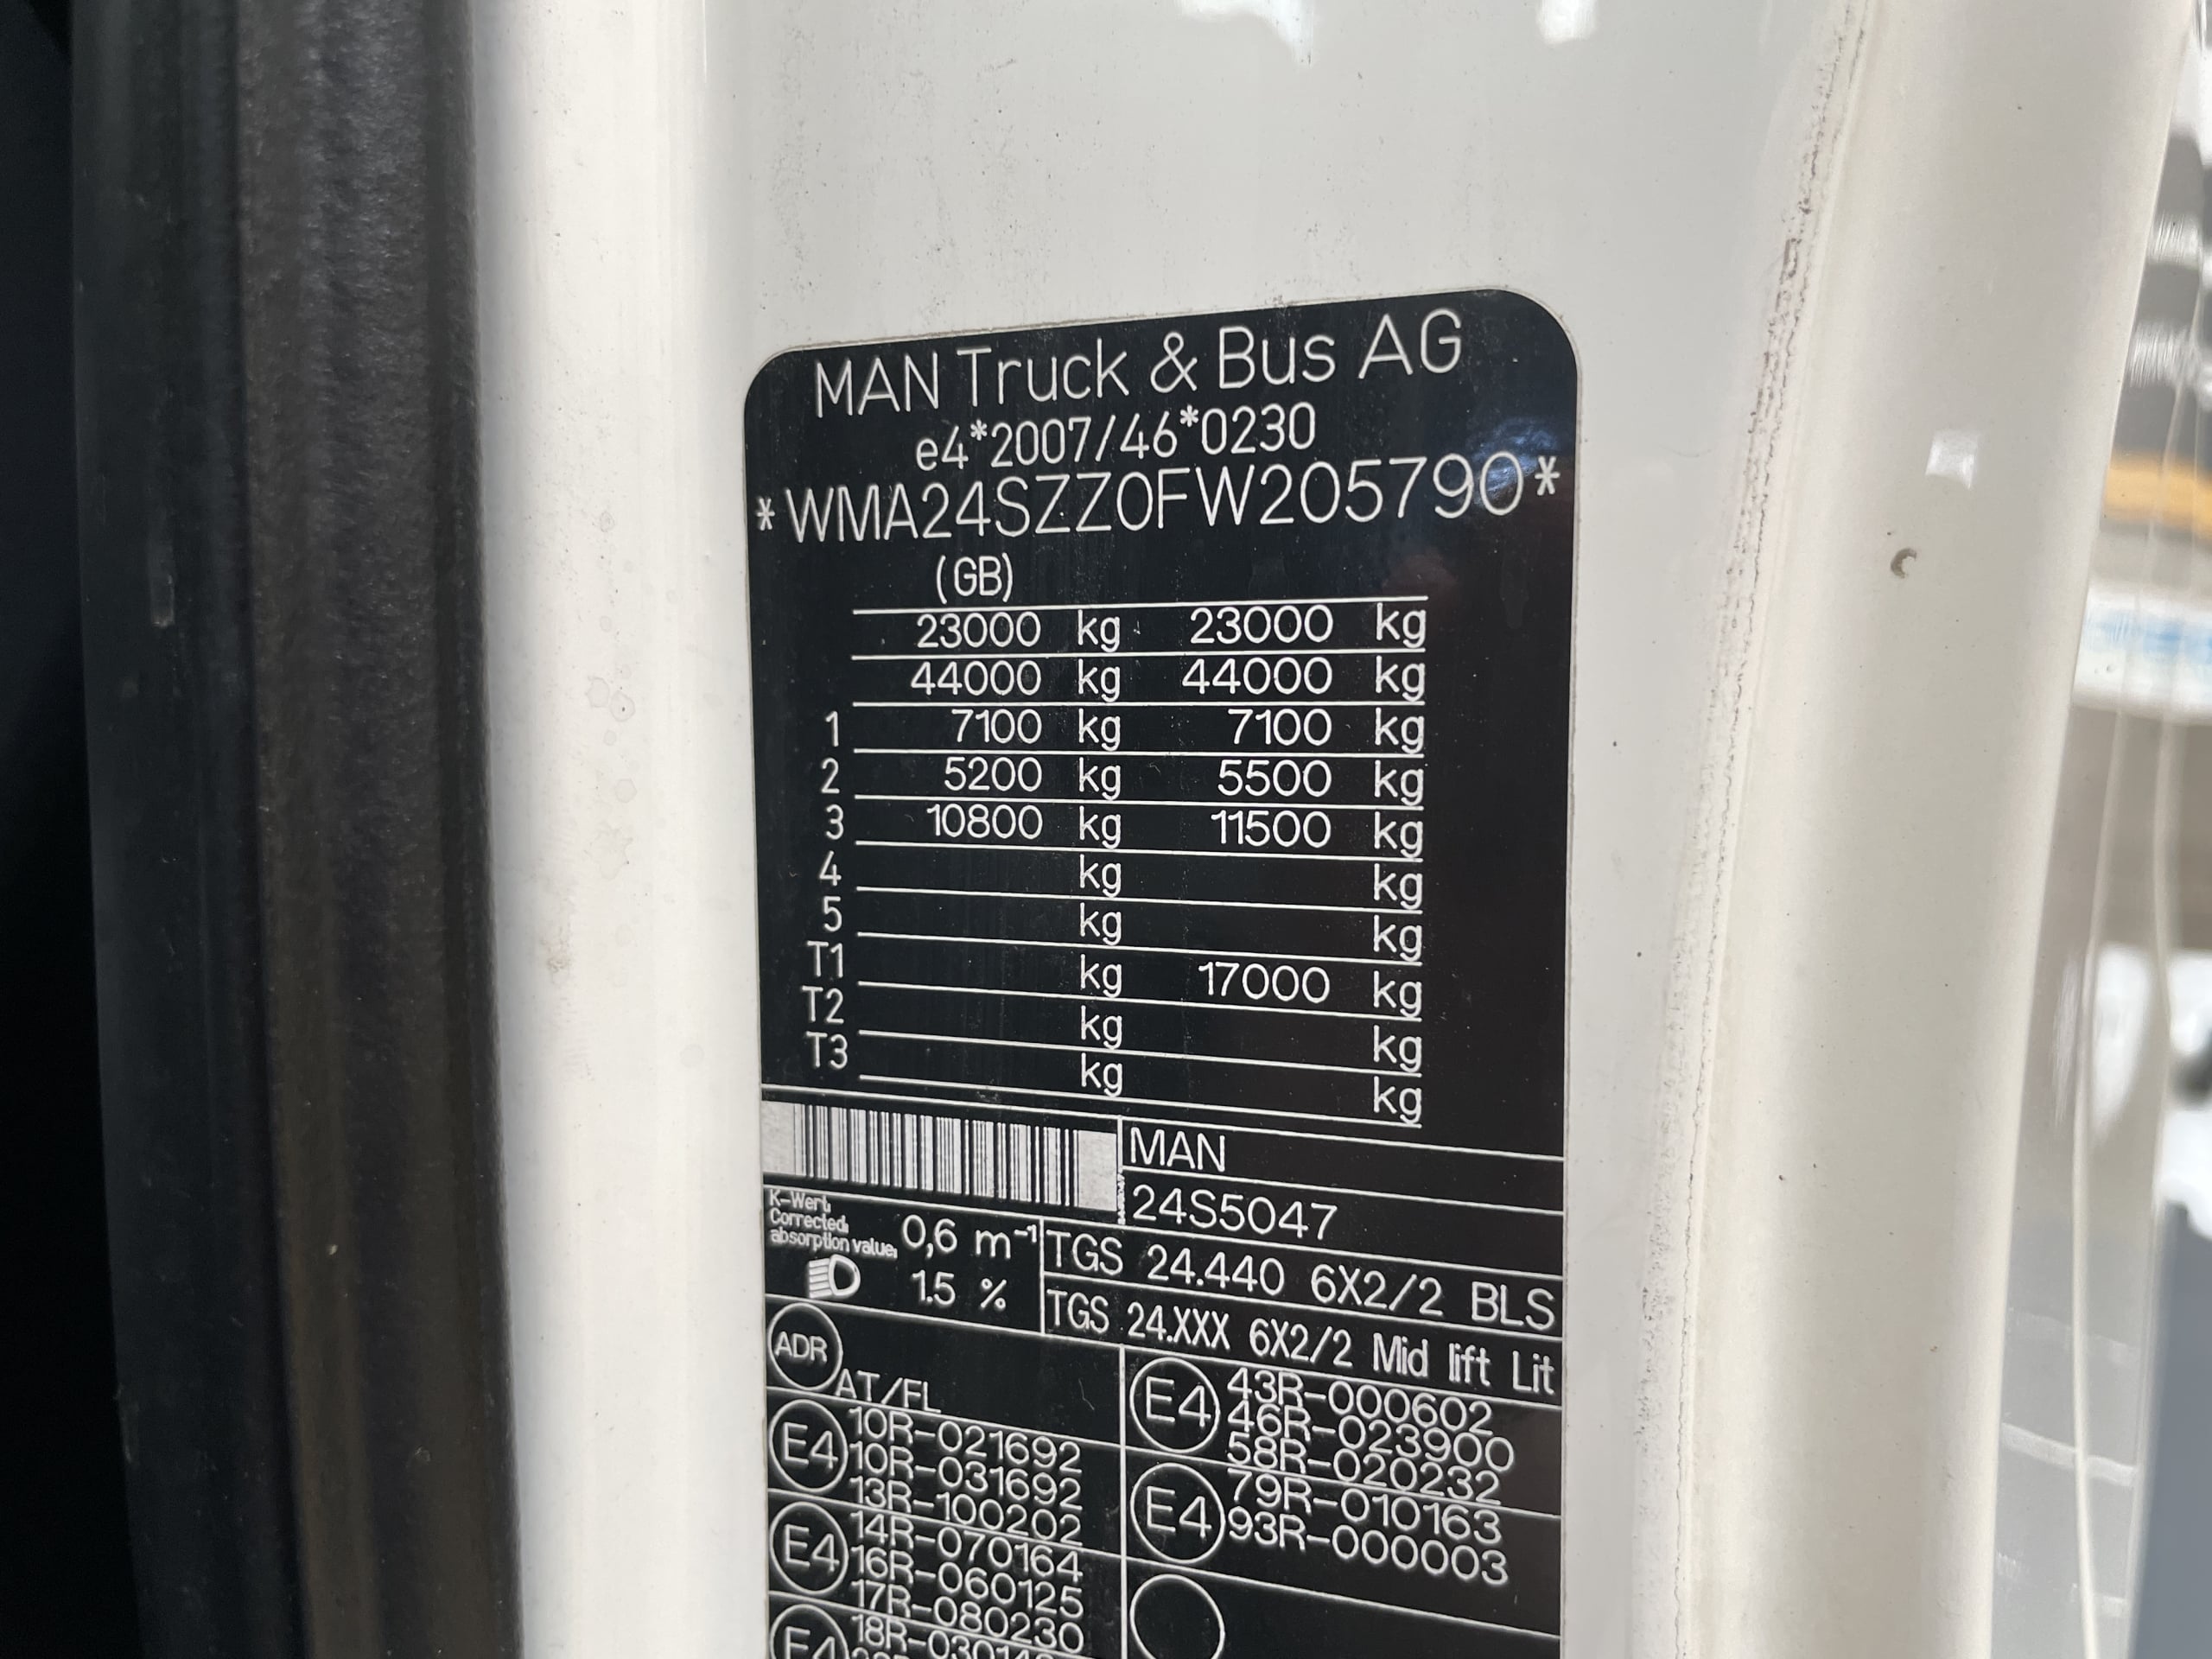 MAN Truck & Bus AG
e4*2007/46*0230
*WMA24SZZ0FW205790*
(GB)
23000 kg 23000 kg
44000 kg 44000 kg
1 7100 kg 7100 kg
2 5200 kg 5500 kg
3 10800 kg 11500 kg
4 kg kg
5 kg kg
T1 kg 17000 kg
T2 kg kg
T3 kg kg
MAN
24S5047
K-Wert,
Corrected,
absorption value,
0,6 m⁻¹
1.5 %
TGS 24.440 6X2/2 BLS
TGS 24.XXX 6X2/2 Mid lift Lit
ADR
AT/FL
E4
10R-021692
10R-031692
13R-100202
E4
14R-070164
16R-060125
17R-080230
E4
E4
43R-000602
46R-023900
58R-020232
E4
79R-010163
93R-000003